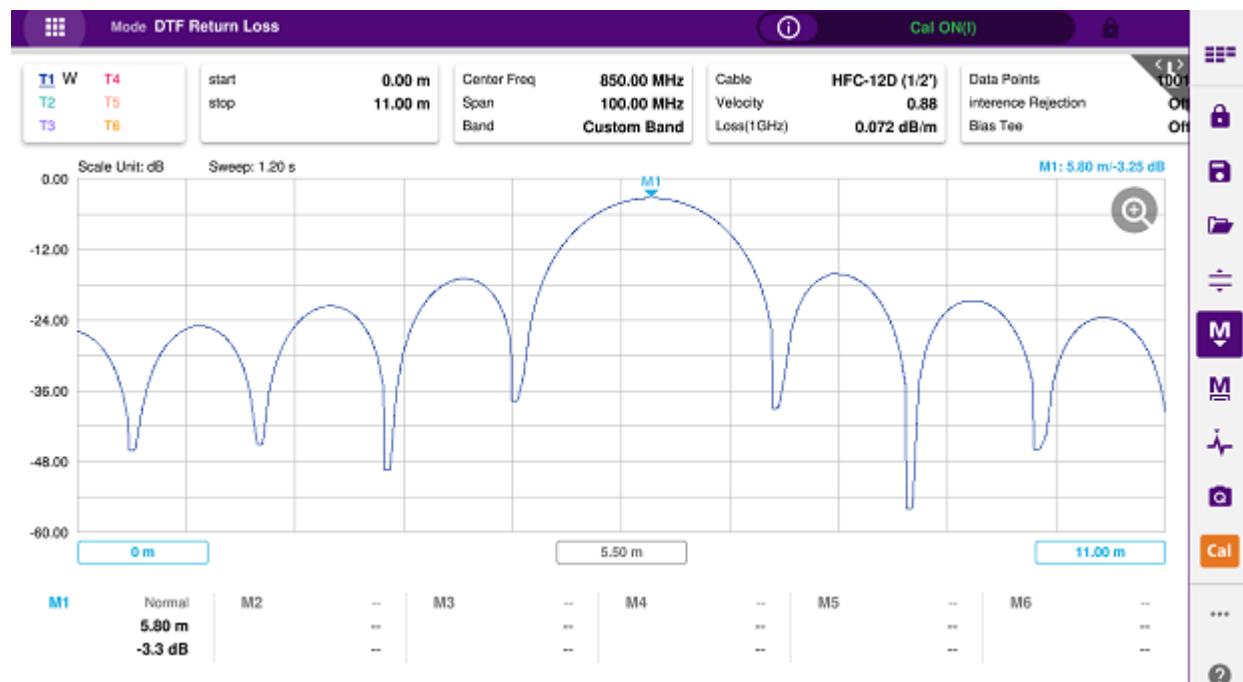 Mode DTF Return Loss
Cal ON(I)
T1 W T4
T2 T5
T3 T6
start 0.00 m
stop 11.00 m
Center Freq 850.00 MHz
Span 100.00 MHz
Band Custom Band
Cable HFC-12D (1/2')
Velocity 0.88
Loss(1GHz) 0.072 dB/m
Data Points 1001
interence Rejection Off
Bias Tee Off
Scale Unit: dB Sweep: 1.20 s M1: 5.80 m/-3.25 dB
M1
0.00
-12.00
-24.00
-36.00
-48.00
-60.00
0 m 5.50 m 11.00 m
M1 Normal M2 -- M3 -- M4 -- M5 -- M6 --
5.80 m -- -- -- -- --
-3.3 dB -- -- -- -- --
M
M
Cal